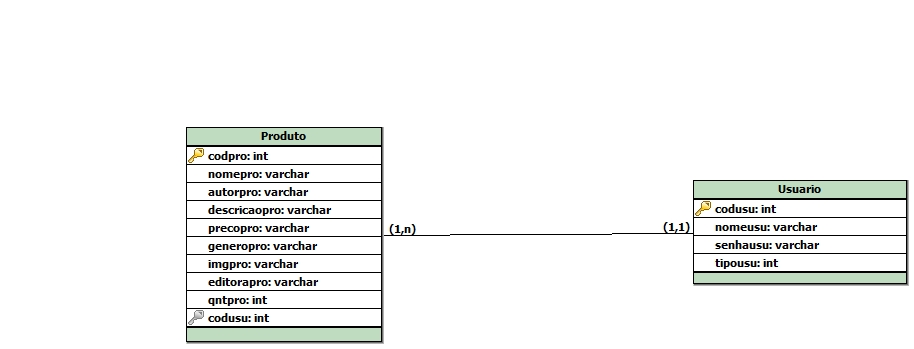 Produto
codpro: int
nomepro: varchar
autorpro: varchar
descricaopro: varchar
precopro: varchar
generopro: varchar
imgpro: varchar
editorapro: varchar
qntpro: int
codusu: int
(1,n)
(1,1)
Usuario
codusu: int
nomeusu: varchar
senhausu: varchar
tipousu: int